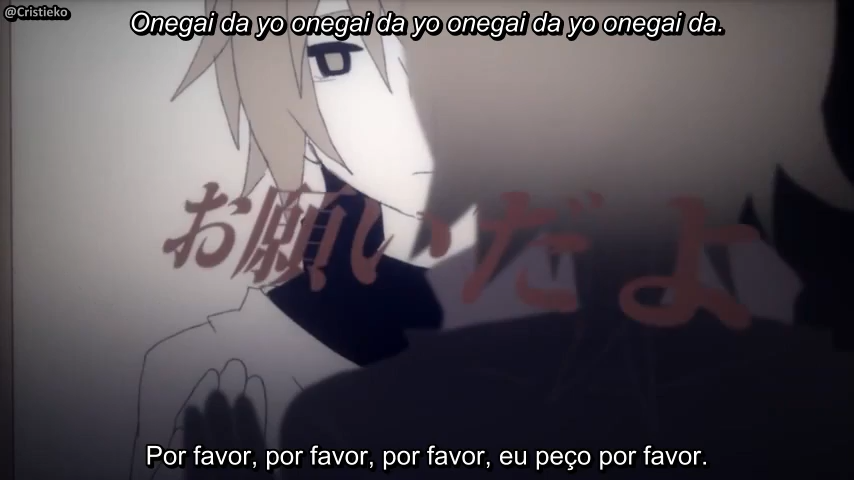 @Cristieko
Onegai da yo onegai da yo onegai da yo onegai da.
お願いだよ
Por favor, por favor, por favor, eu peço por favor.